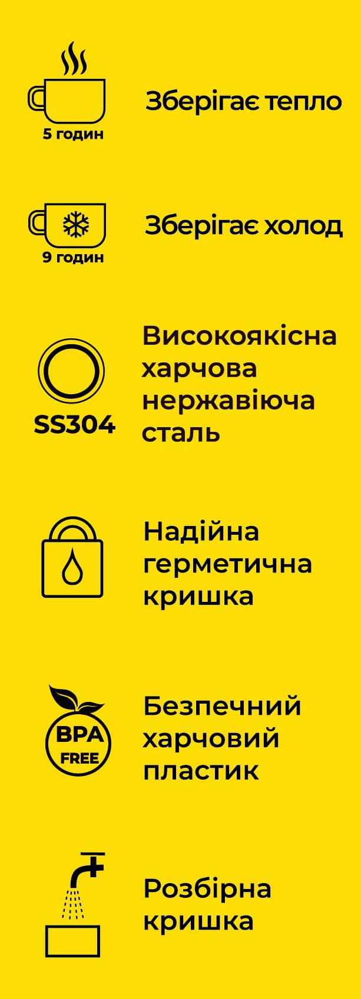 Зберігає тепло
5 годин
Зберігає холод
9 годин
Високоякісна
харчова
нержавіюча
сталь
SS304
Надійна
герметична
кришка
BPA
FREE
Безпечний
харчовий
пластик
Розбірна
кришка